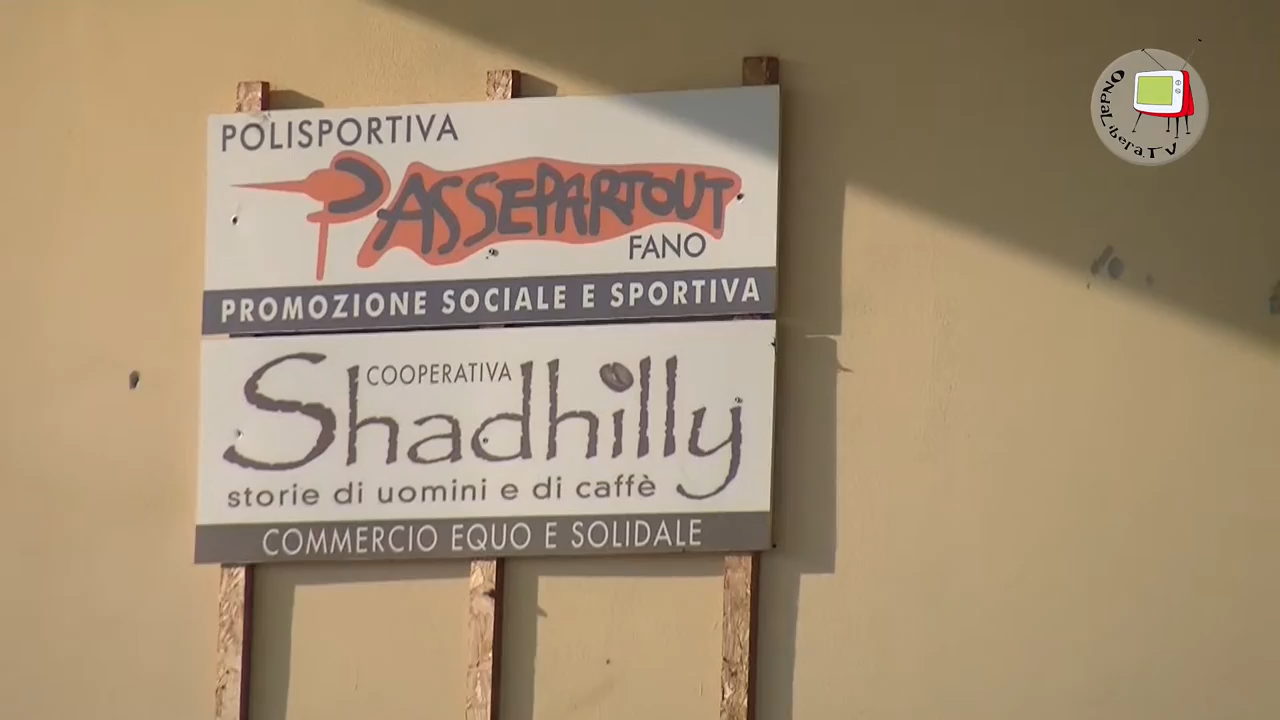 POLISPORTIVA
PASSEPARTOUT
FANO
PROMOZIONE SOCIALE E SPORTIVA
COOPERATIVA
Shadhilly
storie di uomini e di caffè
COMMERCIO EQUO E SOLIDALE
OndaLibera.TV